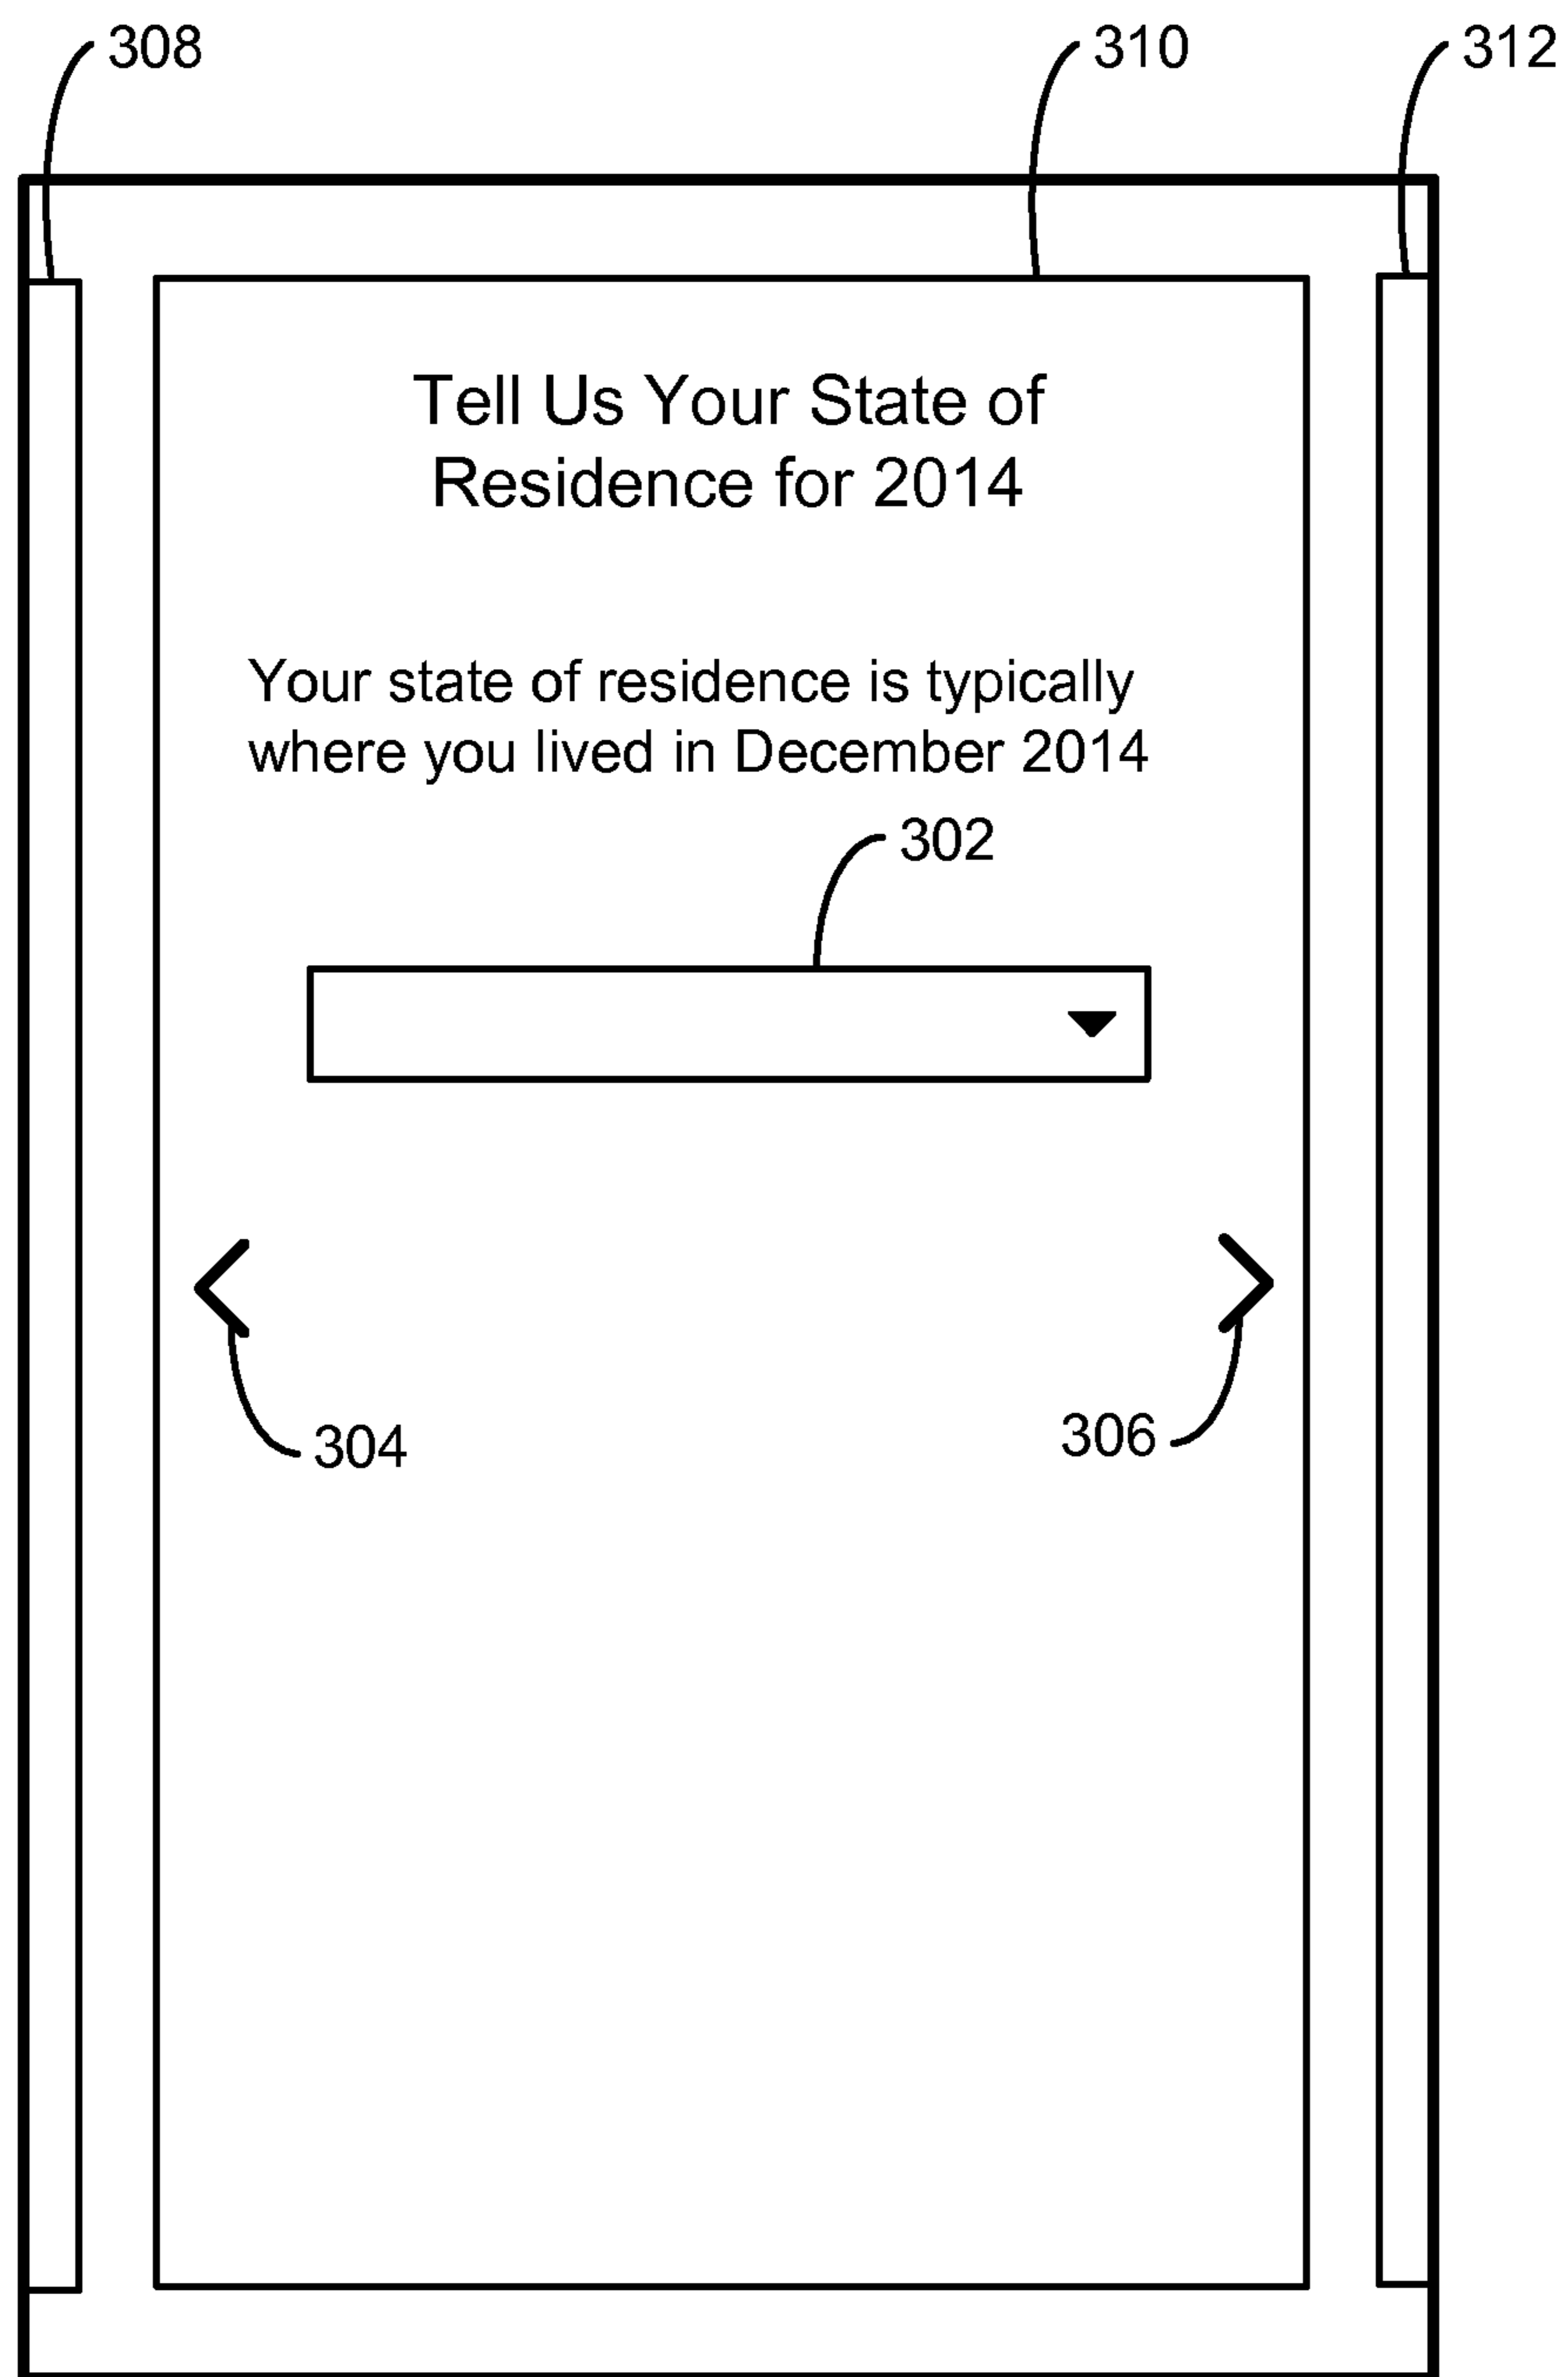 308
310
312
Tell Us Your State of
Residence for 2014
Your state of residence is typically
where you lived in December 2014
302
304
306